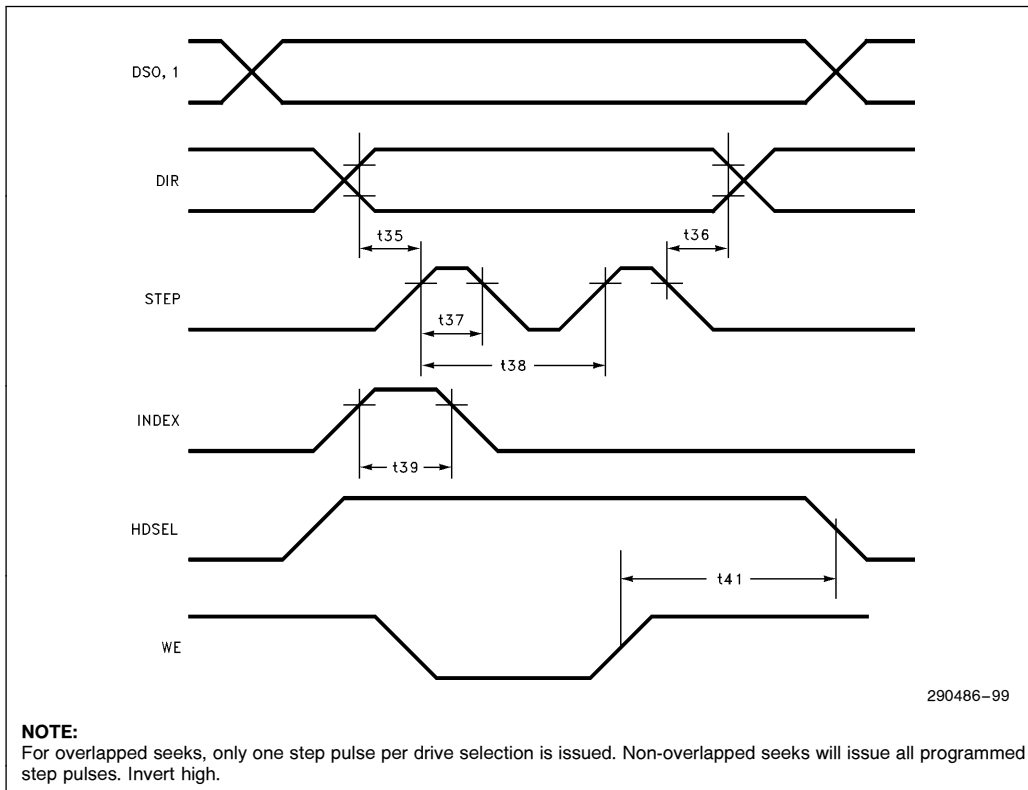 DSO, 1
DIR
t35
t36
STEP
t37
t38
INDEX
t39
HDSEL
t41
WE
290486–99
NOTE:
For overlapped seeks, only one step pulse per drive selection is issued. Non-overlapped seeks will issue all programmed
step pulses. Invert high.